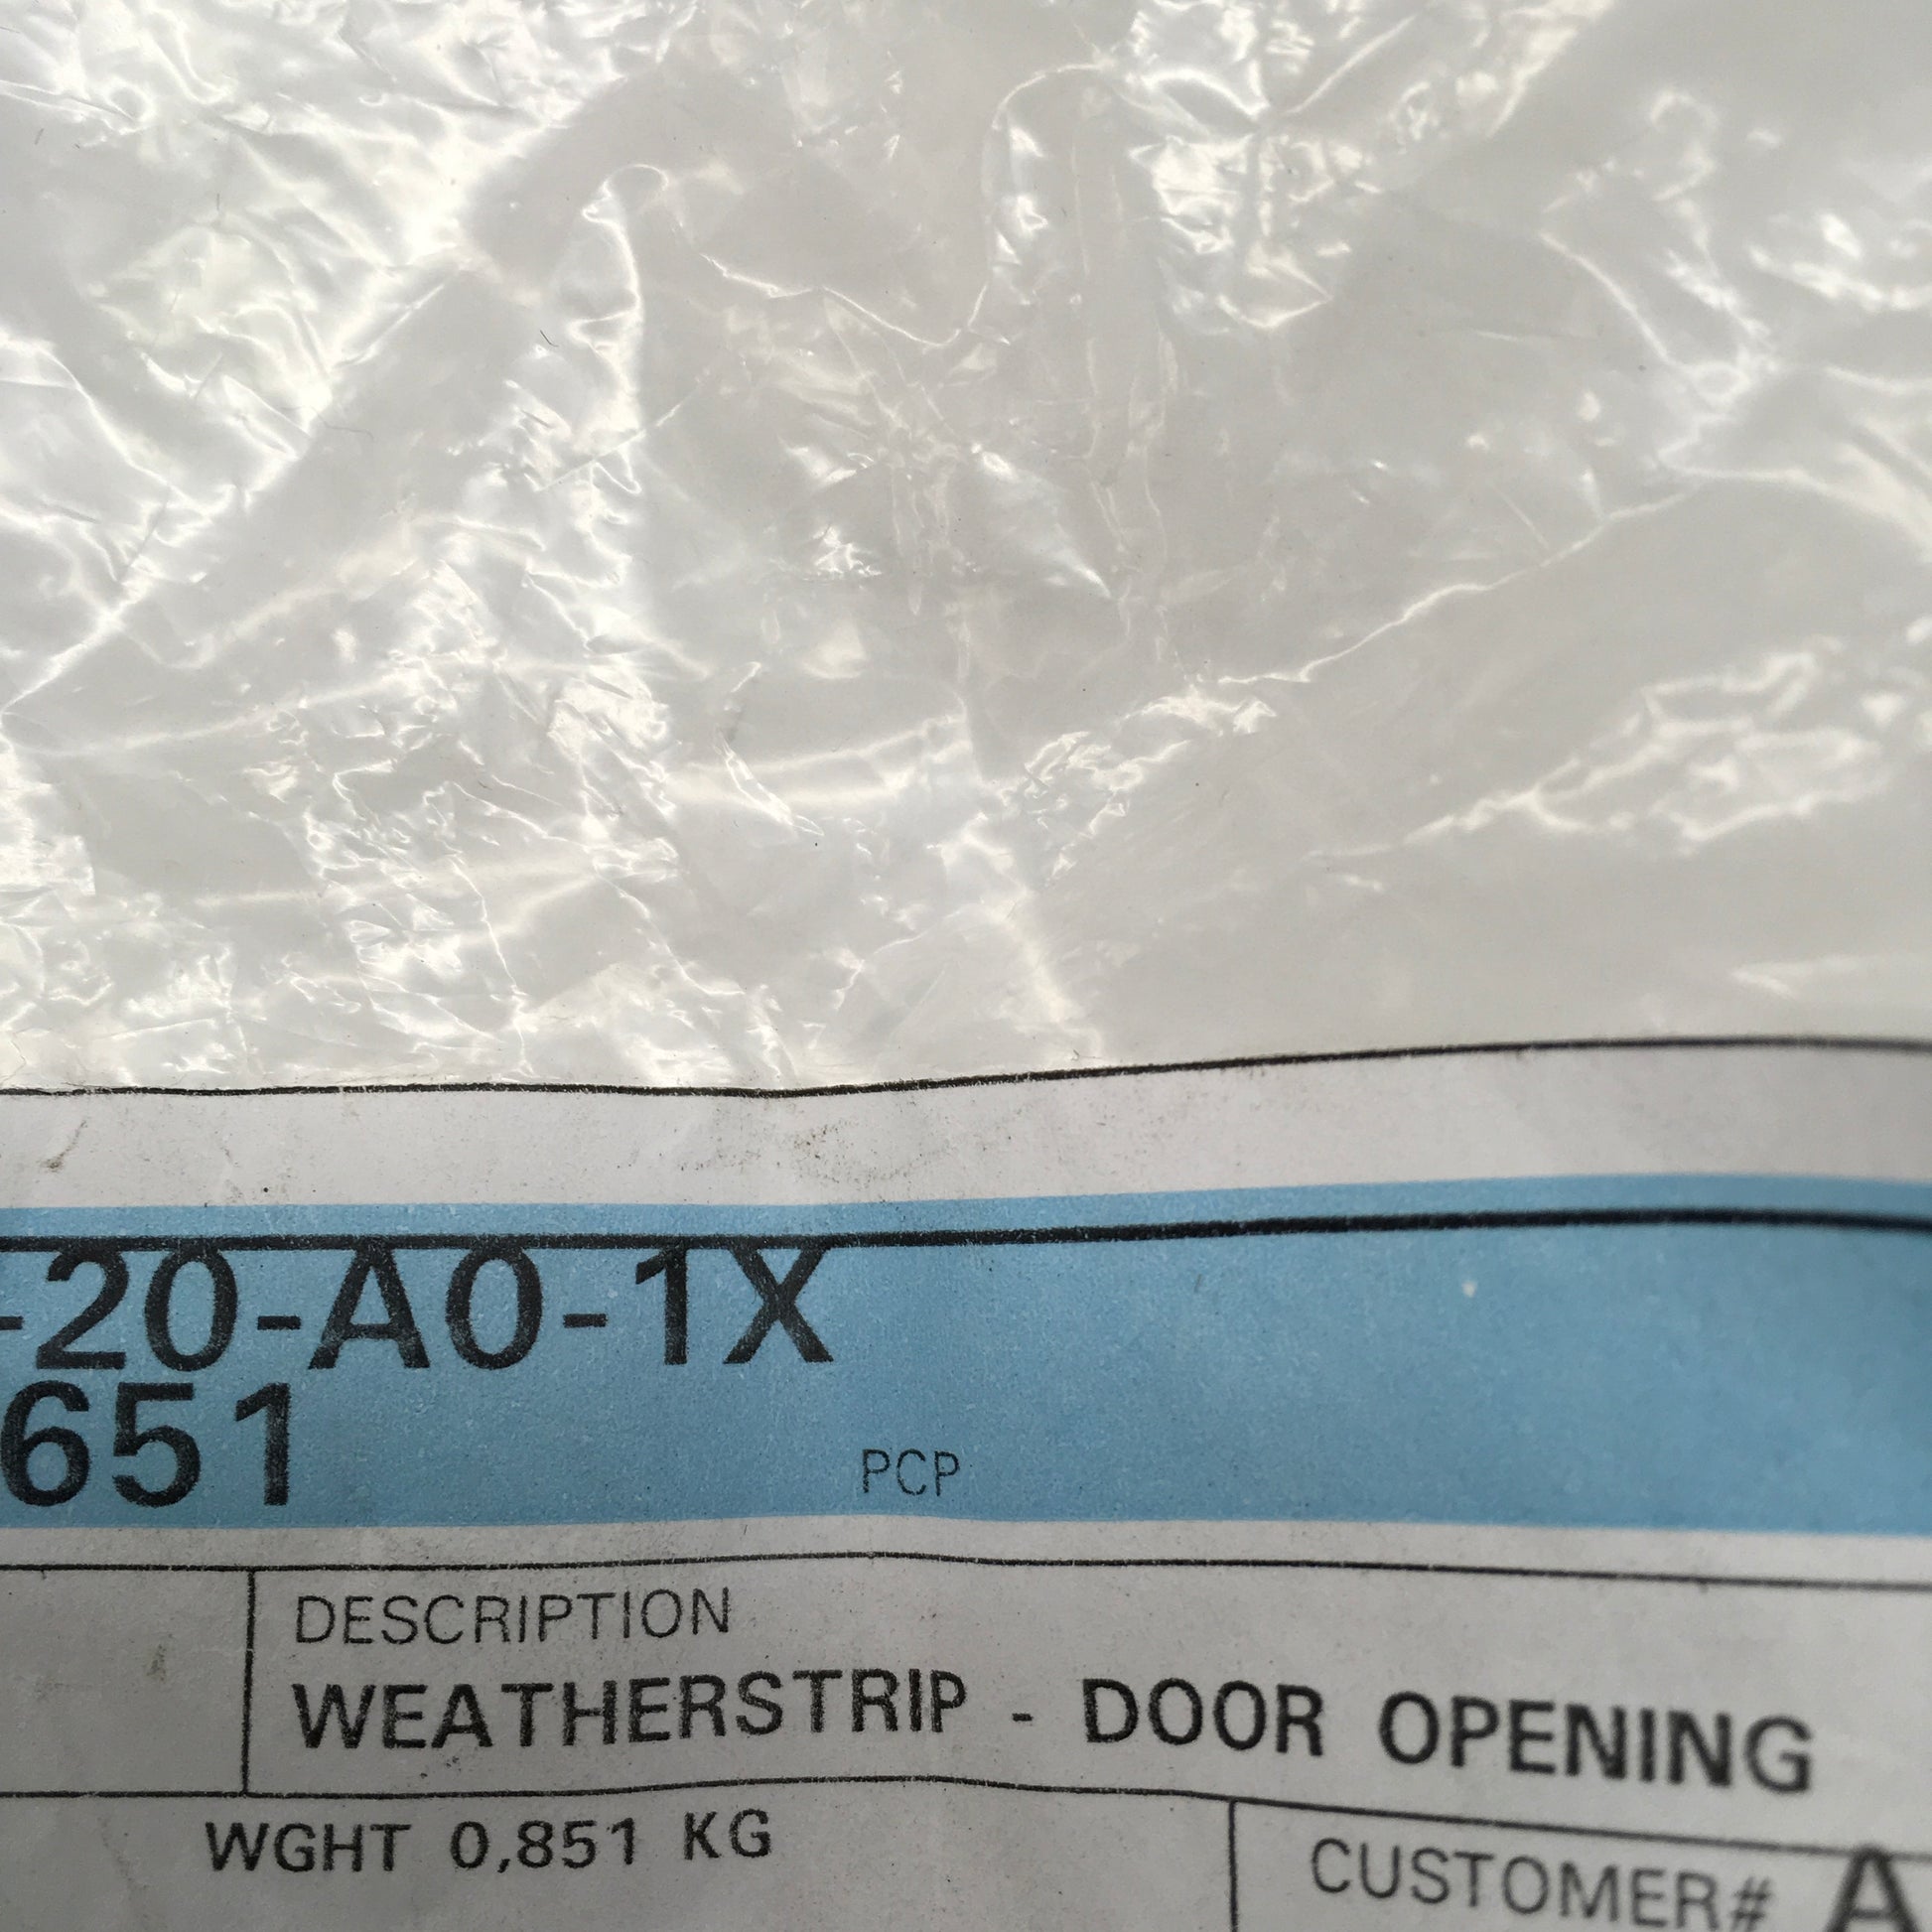 -20-A0-1X
651
PCP
DESCRIPTION
WEATHERSTRIP - DOOR OPENING
WGHT 0,851 KG
CUSTOMER# A